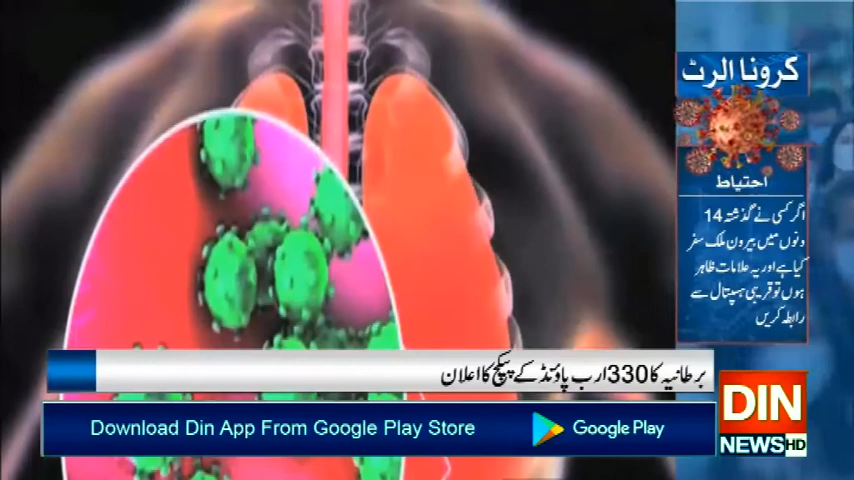 کرونا الرٹ
احتیاط
اگر کسی نے گذشتہ 14
دنوں میں بیرون ملک سفر
کیا ہے اور یہ علامات ظاہر
ہوں تو قریبی ہسپتال سے
رابطہ کریں
برطانیہ کا 330 ارب پاؤنڈ کے پیکج کا اعلان
Download Din App From Google Play Store
Google Play
DIN
NEWS HD